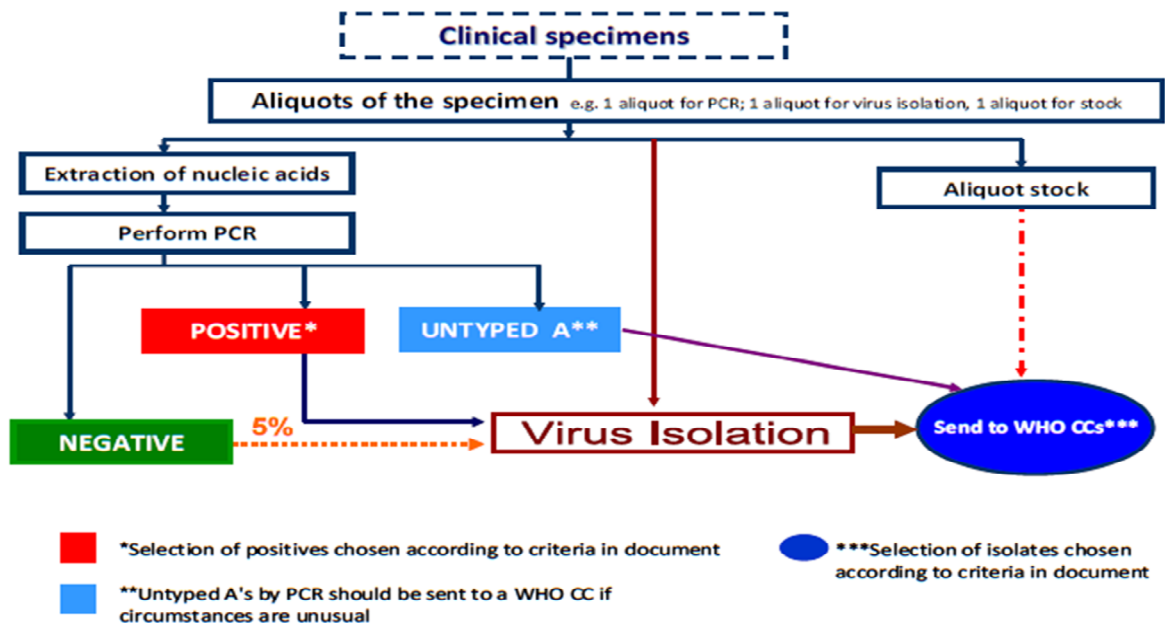 Clinical specimens
Aliquots of the specimen e.g. 1 aliquot for PCR; 1 aliquot for virus isolation, 1 aliquot for stock
Extraction of nucleic acids
Aliquot stock
Perform PCR
POSITIVE*
UNTYPED A**
NEGATIVE
5%
Virus Isolation
Send to WHO CCs***
*Selection of positives chosen according to criteria in document
***Selection of isolates chosen
according to criteria in document
**Untyped A's by PCR should be sent to a WHO CC if
circumstances are unusual